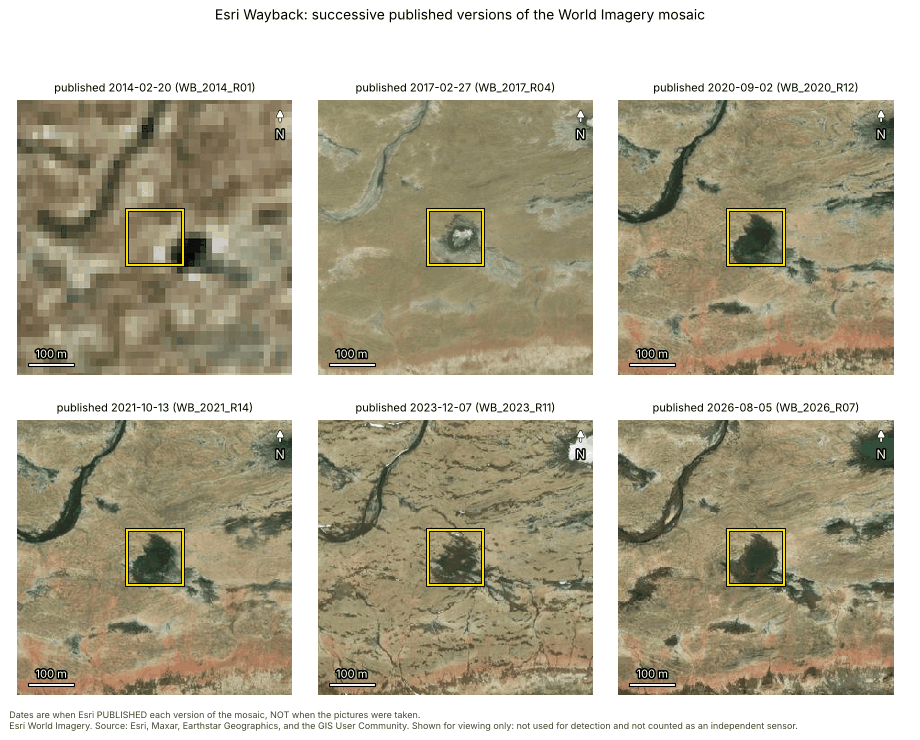 Esri Wayback: successive published versions of the World Imagery mosaic
published 2014-02-20 (WB_2014_R01)
published 2017-02-27 (WB_2017_R04)
published 2020-09-02 (WB_2020_R12)
N
N
N
100 m
100 m
100 m
published 2021-10-13 (WB_2021_R14)
published 2023-12-07 (WB_2023_R11)
published 2026-08-05 (WB_2026_R07)
N
N
N
100 m
100 m
100 m
Dates are when Esri PUBLISHED each version of the mosaic, NOT when the pictures were taken.
Esri World Imagery. Source: Esri, Maxar, Earthstar Geographics, and the GIS User Community. Shown for viewing only: not used for detection and not counted as an independent sensor.